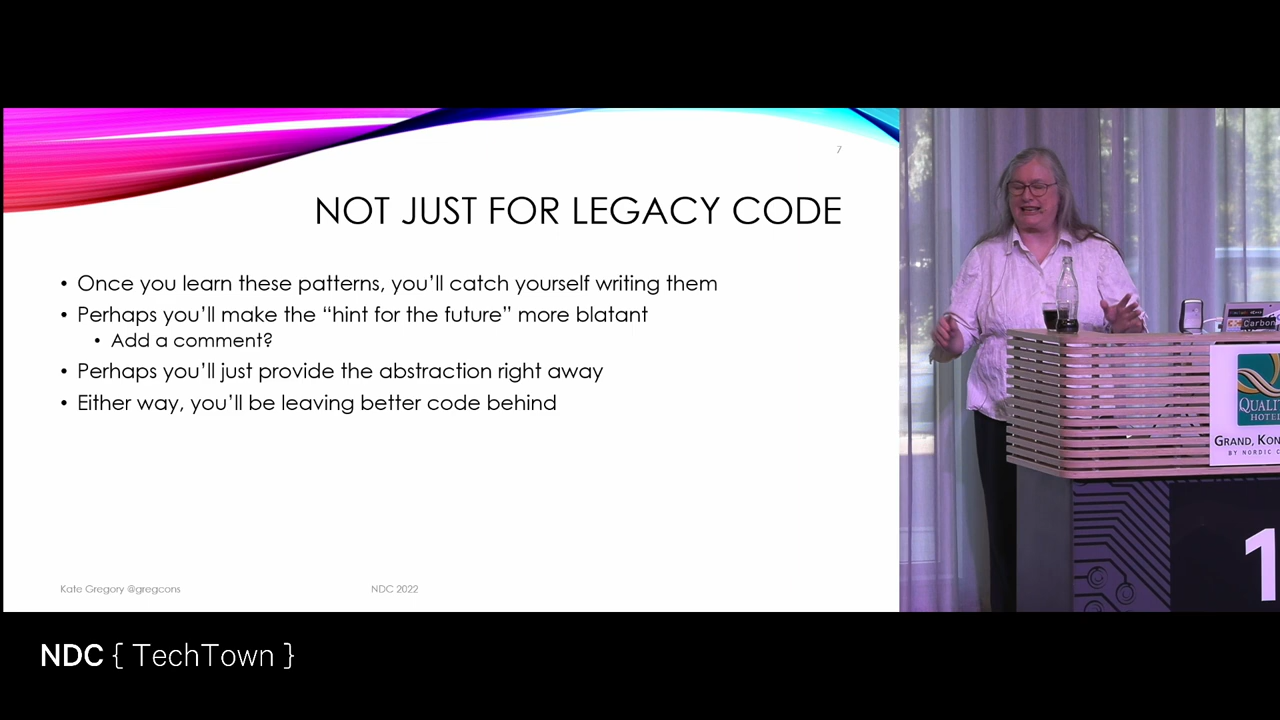 7
NOT JUST FOR LEGACY CODE
• Once you learn these patterns, you'll catch yourself writing them
• Perhaps you'll make the “hint for the future” more blatant
• Add a comment?
• Perhaps you'll just provide the abstraction right away
• Either way, you'll be leaving better code behind
Kate Gregory @gregcons
NDC 2022
Carbon
QUALI
HOTE
GRAND, KON
BY NORDIC C
1
NDC { TechTown }